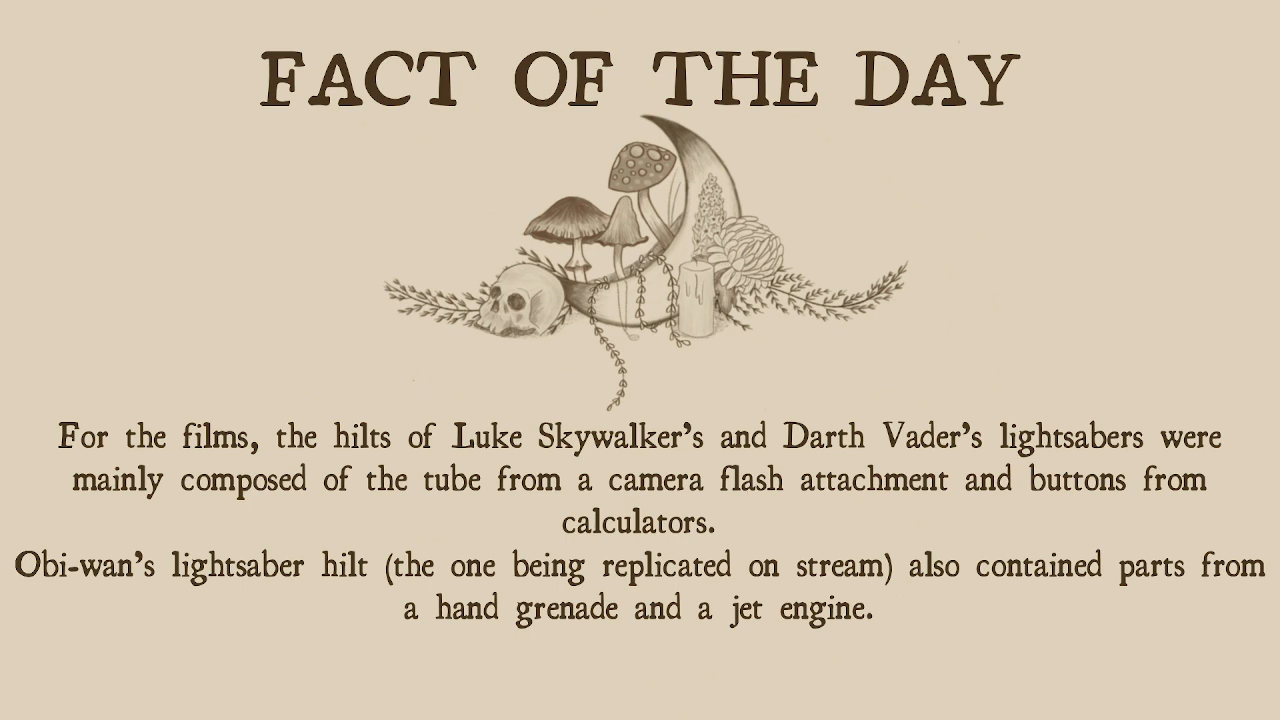 FACT OF THE DAY
For the films, the hilts of Luke Skywalker's and Darth Vader's lightsabers were
mainly composed of the tube from a camera flash attachment and buttons from
calculators.
Obi-wan's lightsaber hilt (the one being replicated on stream) also contained parts from
a hand grenade and a jet engine.